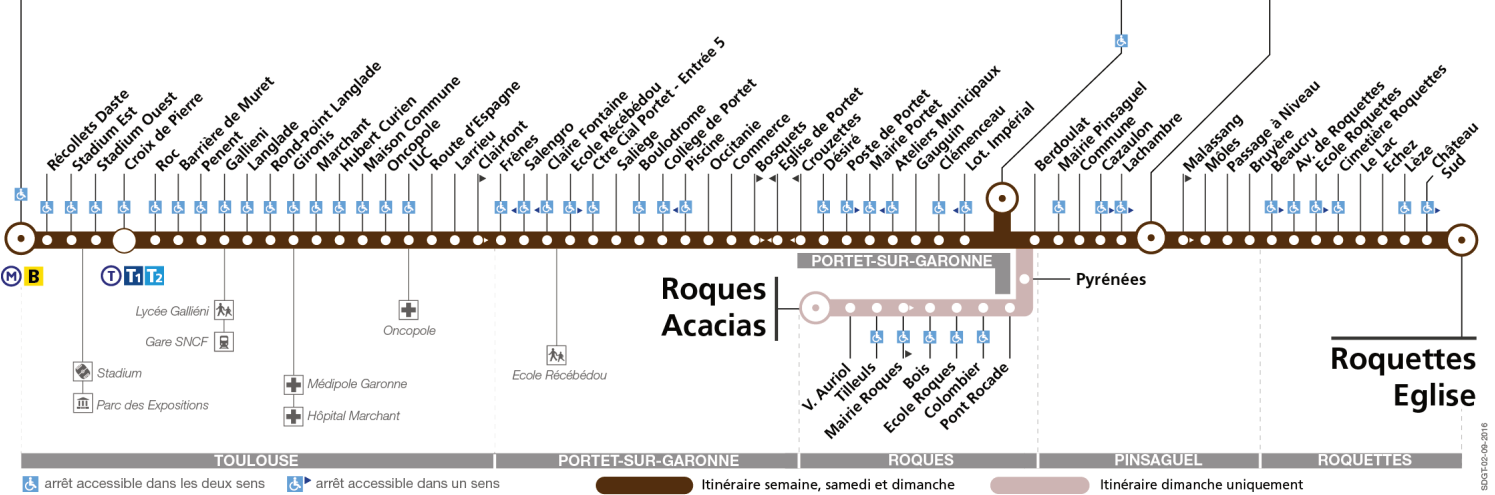 Récollets Daste
Stadium Est
Stadium Ouest
Croix de Pierre
Roc
Barrière de Muret
Penent
Gallieni
Langlade
Rond-Point Langlade
Gironis
Marchant
Hubert Curien
Maison Commune
Oncopole
IUC
Route d'Espagne
Larrieu
Clairfont
Frênes
Salengro
Claire Fontaine
Ecole Récébédou
Ctre Cial Portet - Entrée 5
Saliège
Boulodrome
Collège de Portet
Piscine
Occitanie
Commerce
Bosquets
Eglise de Portet
Crouzettes
Désiré
Poste de Portet
Mairie Portet
Ateliers Municipaux
Gauguin
Clémenceau
Lot. Impérial
Berdoulat
Mairie Pinsaguel
Commune
Cazaulon
Lachambre
Malassang
Môles
Passage à Niveau
Bruyère
Beaucru
Av. de Roquettes
Ecole Roquettes
Cimetière Roquettes
Le Lac
Echez
Lèze
Château
Sud
M B
T T1 T2
PORTET-SUR-GARONNE
Pyrénées
Roques
Acacias
V. Auriol
Tilleuls
Mairie Roques
Bois
Ecole Roques
Colombier
Pont Rocade
Lycée Galliéni
Gare SNCF
Stadium
Parc des Expositions
Médipole Garonne
Hôpital Marchant
Oncopole
Ecole Récébédou
Roquettes
Eglise
TOULOUSE
PORTET-SUR-GARONNE
ROQUES
PINSAGUEL
ROQUETTES
arrêt accessible dans les deux sens
arrêt accessible dans un sens
Itinéraire semaine, samedi et dimanche
Itinéraire dimanche uniquement
SDGT-02-09-2016